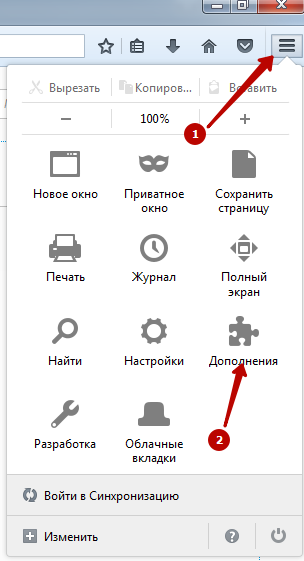 Вырезать Копиров... Вставить
100%
1
Новое окно Приватное Сохранить
окно страницу
Печать Журнал Полный
экран
Найти Настройки Дополнения
2
Разработка Облачные
вкладки
Войти в Синхронизацию
Изменить